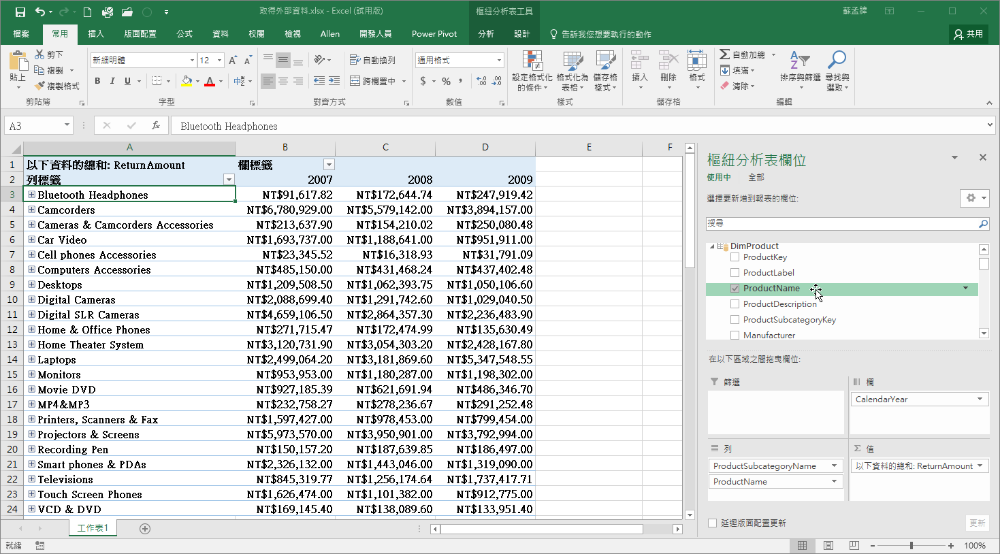 取得外部資料.xlsx - Excel (試用版)
樞紐分析表工具
蘇孟緯
檔案 常用 插入 版面配置 公式 資料 校閱 檢視 Allen 開發人員 Power Pivot 分析 設計 告訴我您想要執行的動作 共用
貼上
剪下
複製
複製格式
剪貼簿
新細明體 12
B I U
字型
自動換列
跨欄置中
對齊方式
通用格式
$ % ,
數值
設定格式化的條件
格式化為表格
儲存格樣式
樣式
插入 刪除 格式
儲存格
自動加總
填滿
清除
排序與篩選
尋找與選取
編輯
A3 fx Bluetooth Headphones
A B C D E F
1 以下資料的總和: ReturnAmount 欄標籤
2 列標籤 2007 2008 2009
3 Bluetooth Headphones NT$91,617.82 NT$172,644.74 NT$247,919.42
4 Camcorders NT$6,780,929.00 NT$5,579,142.00 NT$3,894,157.00
5 Cameras & Camcorders Accessories NT$213,637.90 NT$154,210.02 NT$250,080.48
6 Car Video NT$1,693,737.00 NT$1,188,641.00 NT$951,911.00
7 Cell phones Accessories NT$23,345.52 NT$16,318.93 NT$31,791.09
8 Computers Accessories NT$485,150.00 NT$431,468.24 NT$437,402.48
9 Desktops NT$1,209,508.50 NT$1,062,393.75 NT$1,050,106.60
10 Digital Cameras NT$2,088,699.40 NT$1,291,742.60 NT$1,029,040.50
11 Digital SLR Cameras NT$4,659,106.50 NT$2,864,357.30 NT$2,236,483.90
12 Home & Office Phones NT$271,715.47 NT$172,474.99 NT$135,630.49
13 Home Theater System NT$3,120,731.90 NT$3,054,303.20 NT$2,428,167.80
14 Laptops NT$2,499,064.20 NT$3,181,869.60 NT$5,347,548.55
15 Monitors NT$953,953.00 NT$1,180,287.00 NT$1,198,302.00
16 Movie DVD NT$927,185.39 NT$621,691.94 NT$486,346.70
17 MP4&MP3 NT$232,758.27 NT$278,236.67 NT$291,252.48
18 Printers, Scanners & Fax NT$1,597,427.00 NT$978,453.00 NT$799,454.00
19 Projectors & Screens NT$5,973,570.00 NT$3,950,901.00 NT$3,792,994.00
20 Recording Pen NT$150,157.20 NT$187,639.85 NT$186,497.00
21 Smart phones & PDAs NT$2,326,132.00 NT$1,443,046.00 NT$1,319,090.00
22 Televisions NT$845,319.77 NT$1,256,174.64 NT$1,737,417.71
23 Touch Screen Phones NT$1,626,474.00 NT$1,101,382.00 NT$912,775.00
24 VCD & DVD NT$169,145.40 NT$138,089.60 NT$133,951.40
工作表1
就緒
100%
樞紐分析表欄位
使用中 全部
選擇要新增到報表的欄位:
搜尋
DimProduct
ProductKey
ProductLabel
ProductName
ProductDescription
ProductSubcategoryKey
Manufacturer
在以下區域之間拖曳欄位:
篩選
欄
CalendarYear
列
ProductSubcategoryName
ProductName
Σ 值
以下資料的總和: ReturnAmount
延遲版面配置更新
更新